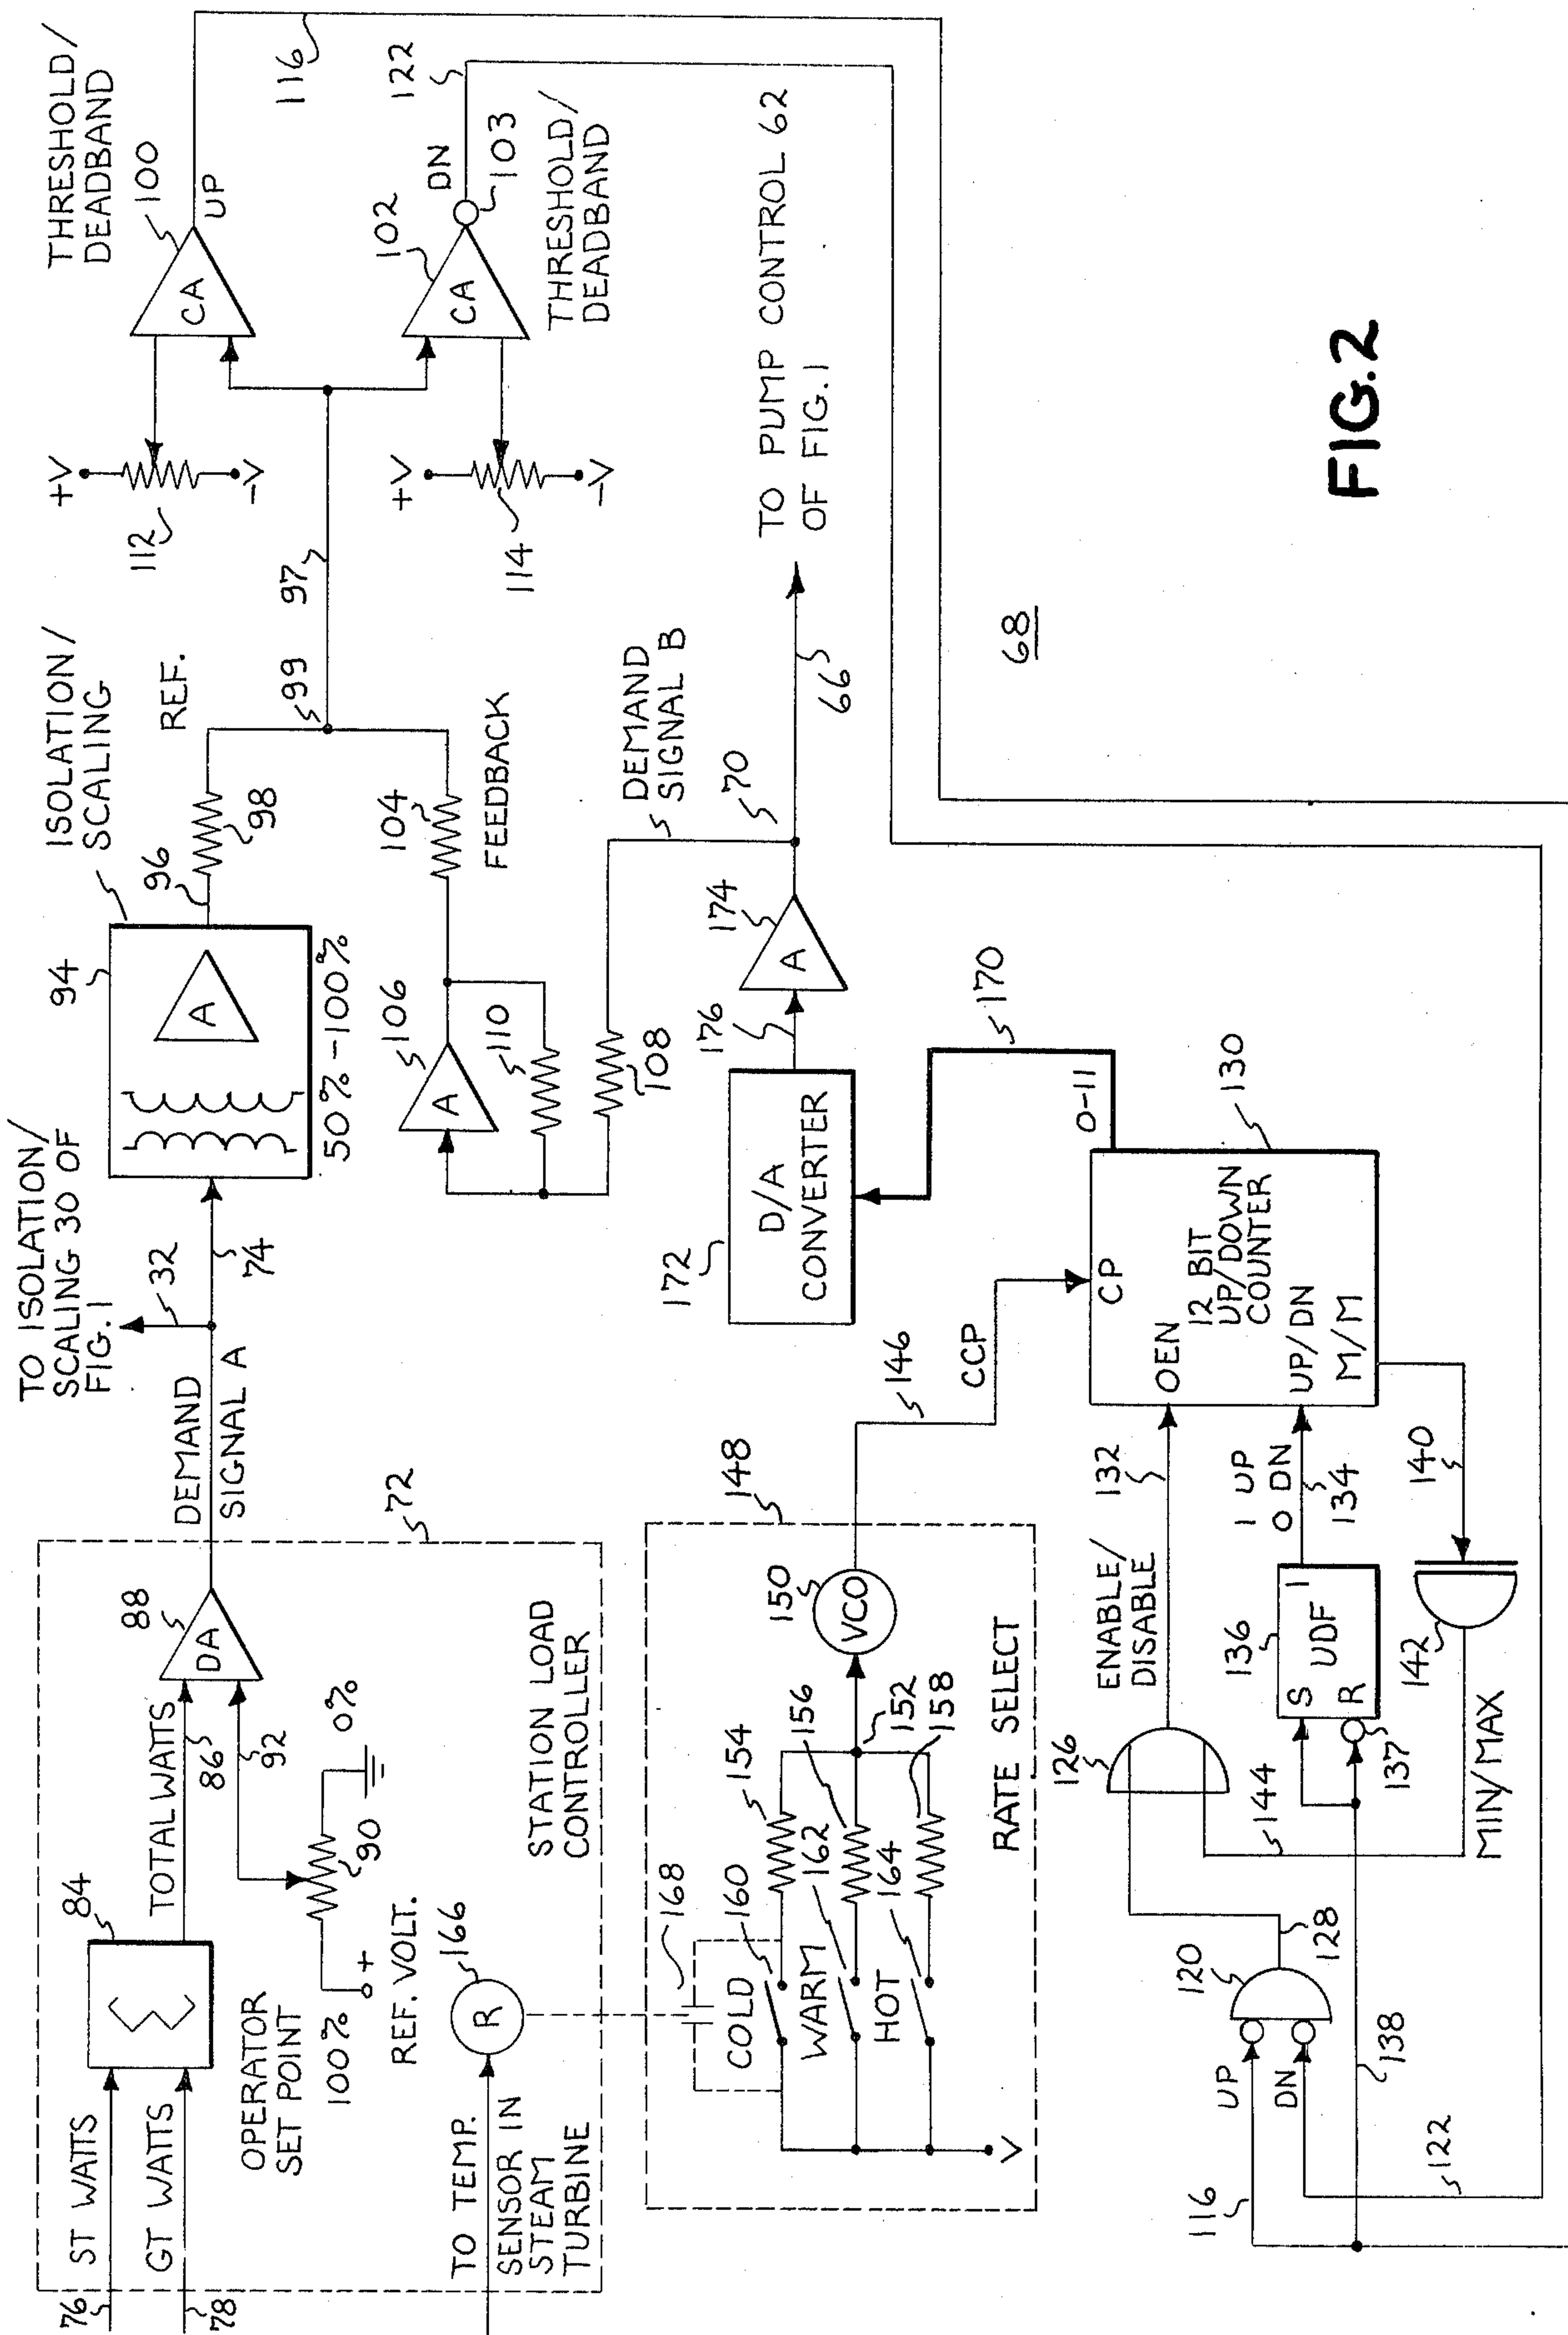 76
ST WATTS
78
GT WATTS
84
Σ
TOTAL WATTS
86
92
DA
88
OPERATOR
SET POINT
100%
+
REF. VOLT.
90
0%
TO TEMP.
SENSOR IN
STEAM
TURBINE
R
166
STATION LOAD
CONTROLLER
72
DEMAND
SIGNAL A
TO ISOLATION/
SCALING 30 OF
FIG. 1
32
74
94
A
50%-100%
ISOLATION/
SCALING
96
98
REF.
99
97
106
A
110
108
104
FEEDBACK
DEMAND
SIGNAL B
+V
-V
112
+V
-V
114
THRESHOLD/
DEADBAND
100
CA
UP
116
102
CA
DN
103
122
THRESHOLD/
DEADBAND
168
COLD
160
WARM
162
HOT
164
V
154
156
152
158
RATE SELECT
VCO
150
148
146
CCP
172
D/A
CONVERTER
176
A
174
70
66
TO PUMP CONTROL 62
OF FIG. 1
170
0-11
130
CP
OEN
12 BIT
UP/DOWN
COUNTER
UP/DN
M/M
116
UP
DN
122
120
128
138
126
144
ENABLE/
DISABLE
132
S
R
1
UDF
136
137
1 UP
0 DN
134
140
142
MIN/MAX
68
FIG. 2